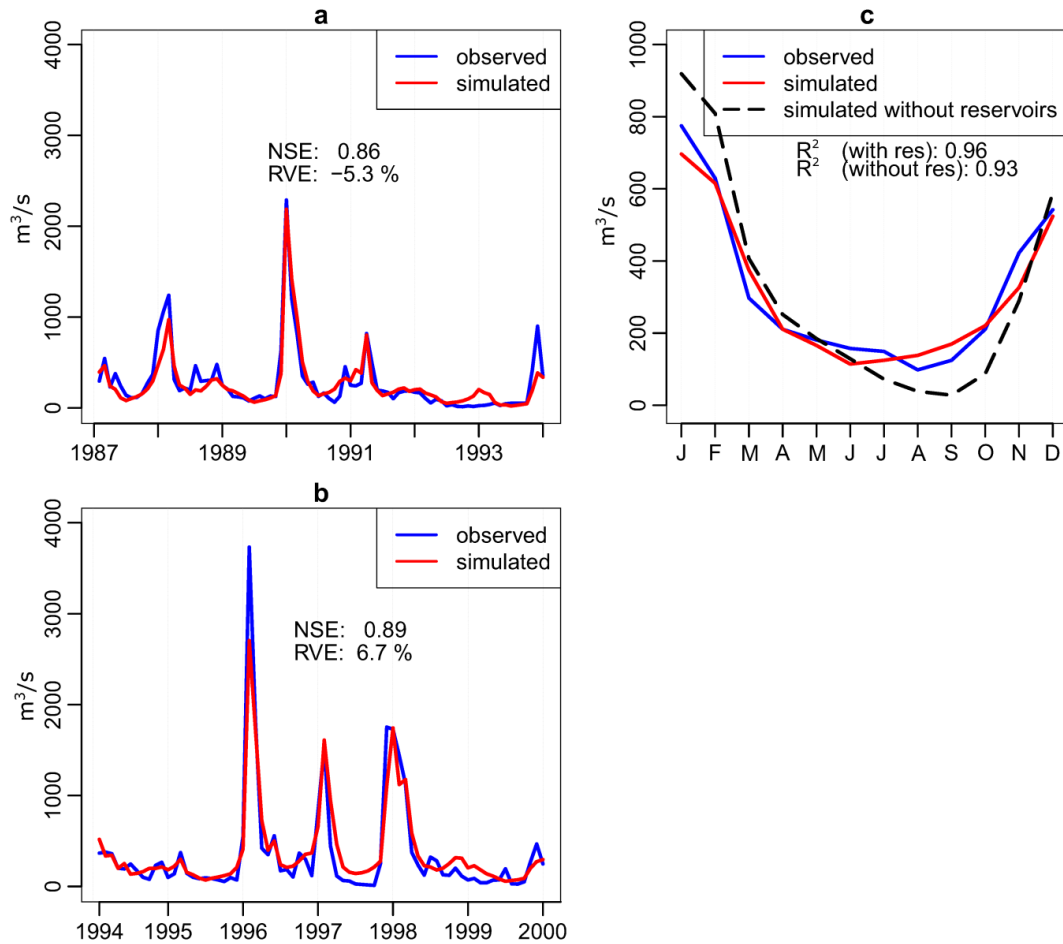 a
4000
3000
2000
1000
0
m³/s
observed
simulated
NSE: 0.86
RVE: −5.3 %
1987 1989 1991 1993
c
1000
800
600
400
200
0
m³/s
observed
simulated
simulated without reservoirs
R² (with res): 0.96
R² (without res): 0.93
J F M A M J J A S O N D
b
4000
3000
2000
1000
0
m³/s
observed
simulated
NSE: 0.89
RVE: 6.7 %
1994 1995 1996 1997 1998 1999 2000